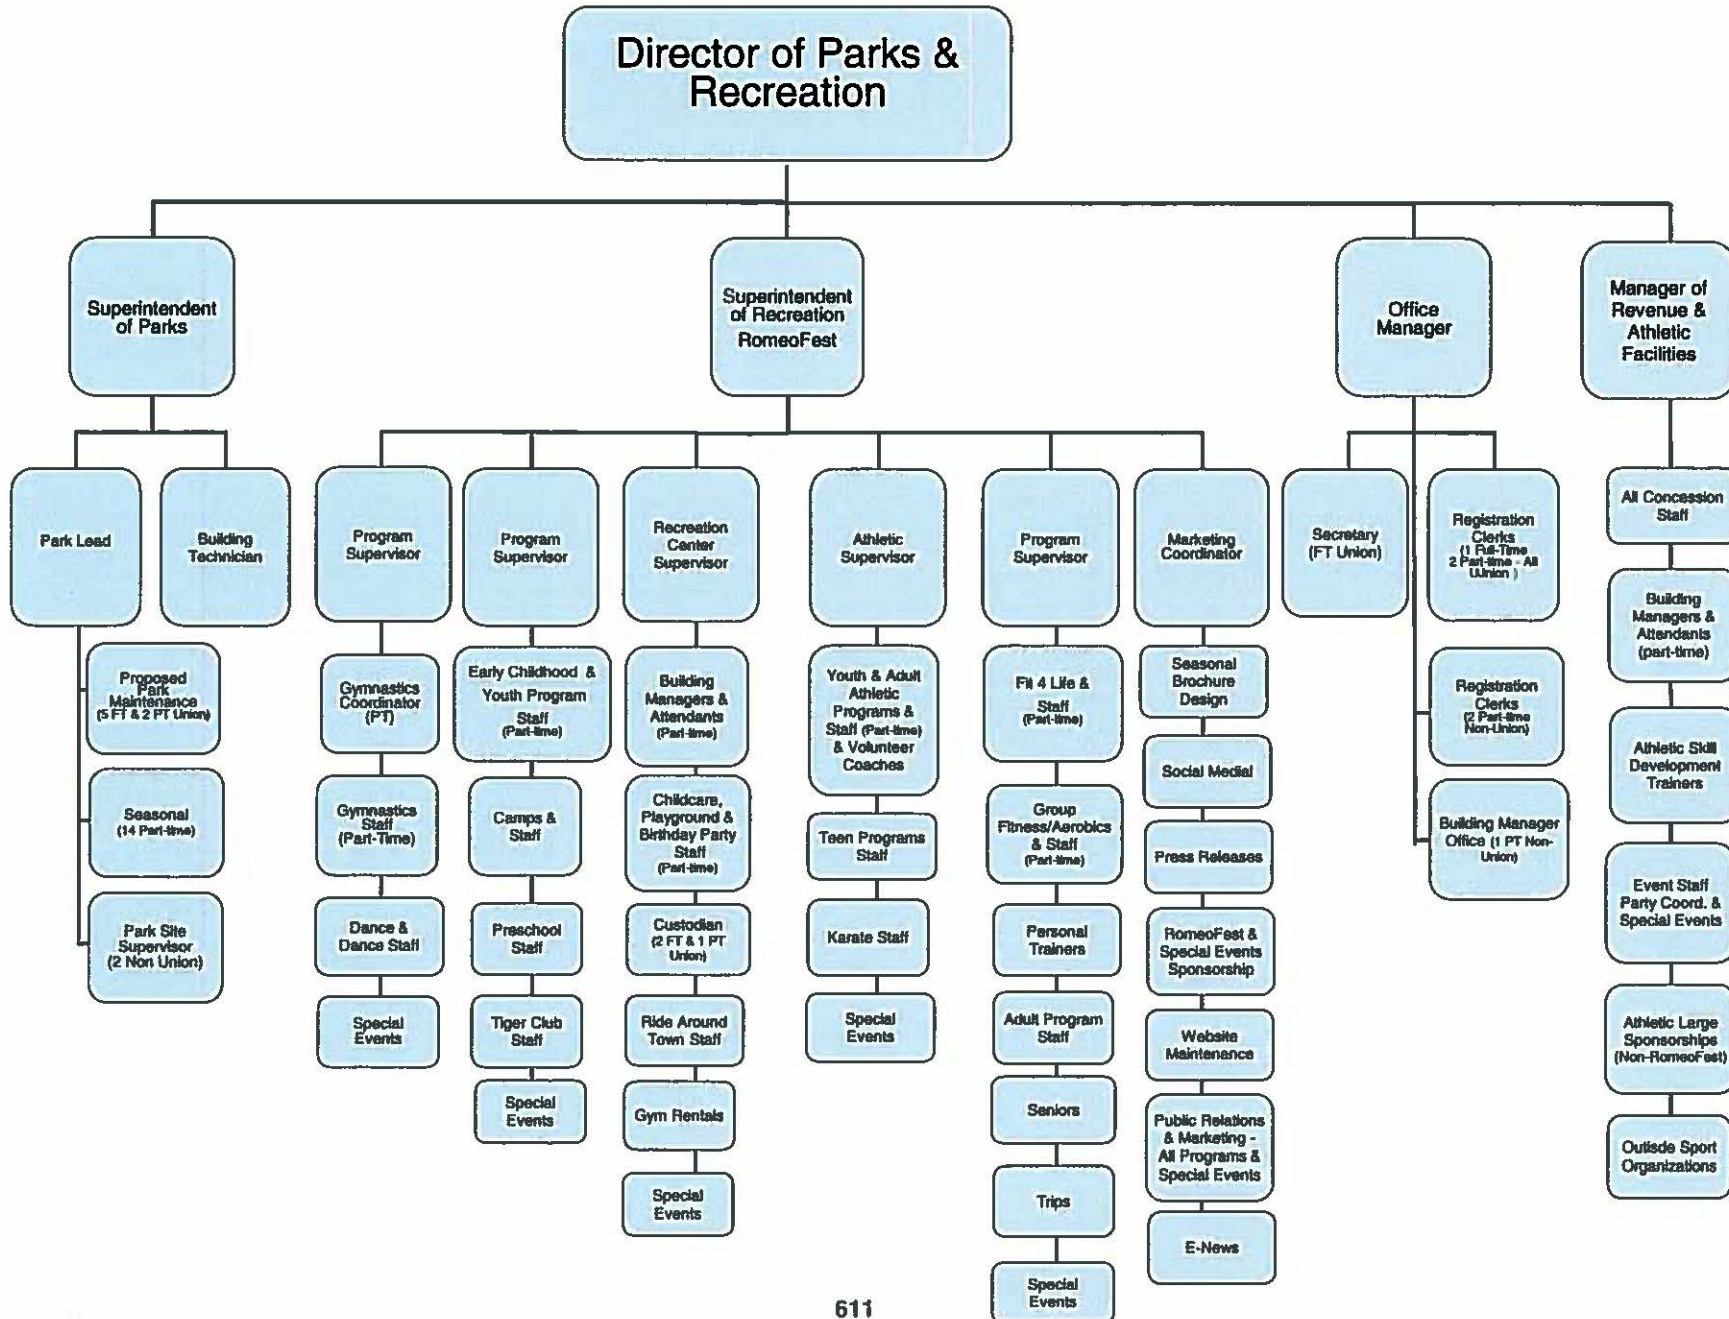 Director of Parks &
Recreation
Superintendent
of Parks
Superintendent
of Recreation
RomeoFest
Office
Manager
Manager of
Revenue &
Athletic
Facilities
Park Lead
Building
Technician
Program
Supervisor
Program
Supervisor
Recreation
Center
Supervisor
Athletic
Supervisor
Program
Supervisor
Marketing
Coordinator
Secretary
(FT Union)
Registration
Clerks
(1 Full-Time
2 Part-time - All
UUnion )
All Concession
Staff
Proposed
Park
Maintenance
(5 FT & 2 PT Union)
Seasonal
(14 Part-time)
Park Site
Supervisor
(2 Non Union)
Gymnastics
Coordinator
(PT)
Gymnastics
Staff
(Part-Time)
Dance &
Dance Staff
Special
Events
Early Childhood &
Youth Program
Staff
(Part-time)
Camps &
Staff
Preschool
Staff
Tiger Club
Staff
Special
Events
Building
Managers &
Attendants
(Part-time)
Childcare,
Playground &
Birthday Party
Staff
(Part-time)
Custodian
(2 FT & 1 PT
Union)
Ride Around
Town Staff
Gym Rentals
Special
Events
Youth & Adult
Athletic
Programs &
Staff (Part-time)
& Volunteer
Coaches
Teen Programs
Staff
Karate Staff
Special
Events
Fit 4 Life &
Staff
(Part-time)
Group
Fitness/Aerobics
& Staff
(Part-time)
Personal
Trainers
Adult Program
Staff
Seniors
Trips
Special
Events
Seasonal
Brochure
Design
Social Medial
Press Releases
RomeoFest &
Special Events
Sponsorship
Website
Maintenance
Public Relations
& Marketing -
All Programs &
Special Events
E-News
Registration
Clerks
(2 Part-time
Non-Union)
Building Manager
Office (1 PT Non-
Union)
Building
Managers &
Attendants
(part-time)
Athletic Skill
Development
Trainers
Event Staff
Party Coord. &
Special Events
Athletic Large
Sponsorships
(Non-RomeoFest)
Outisde Sport
Organizations
611